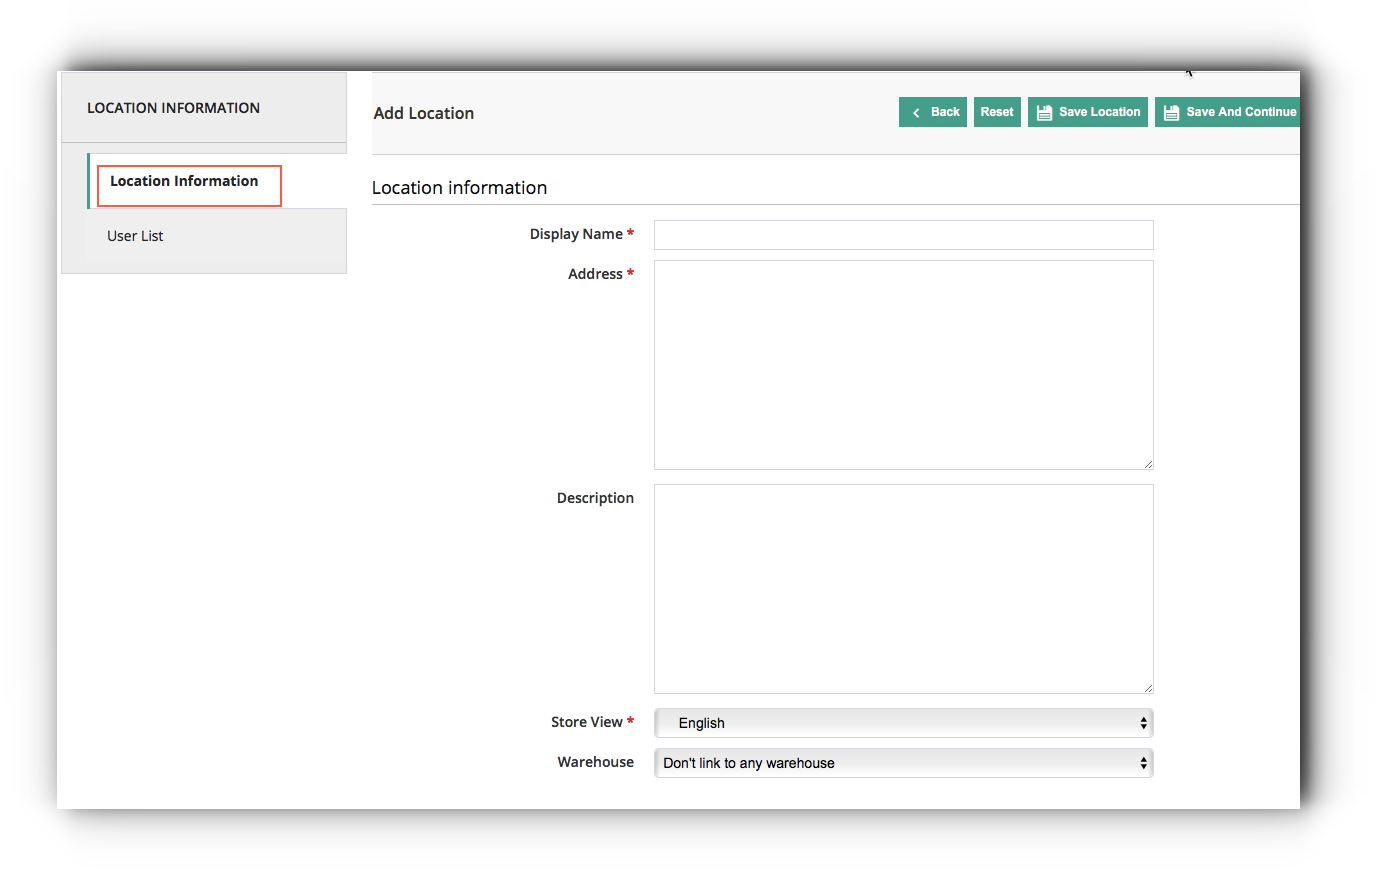 LOCATION INFORMATION
Location Information
User List
Add Location
Back
Reset
Save Location
Save And Continue
Location information
Display Name *
Address *
Description
Store View *
English
Warehouse
Don't link to any warehouse